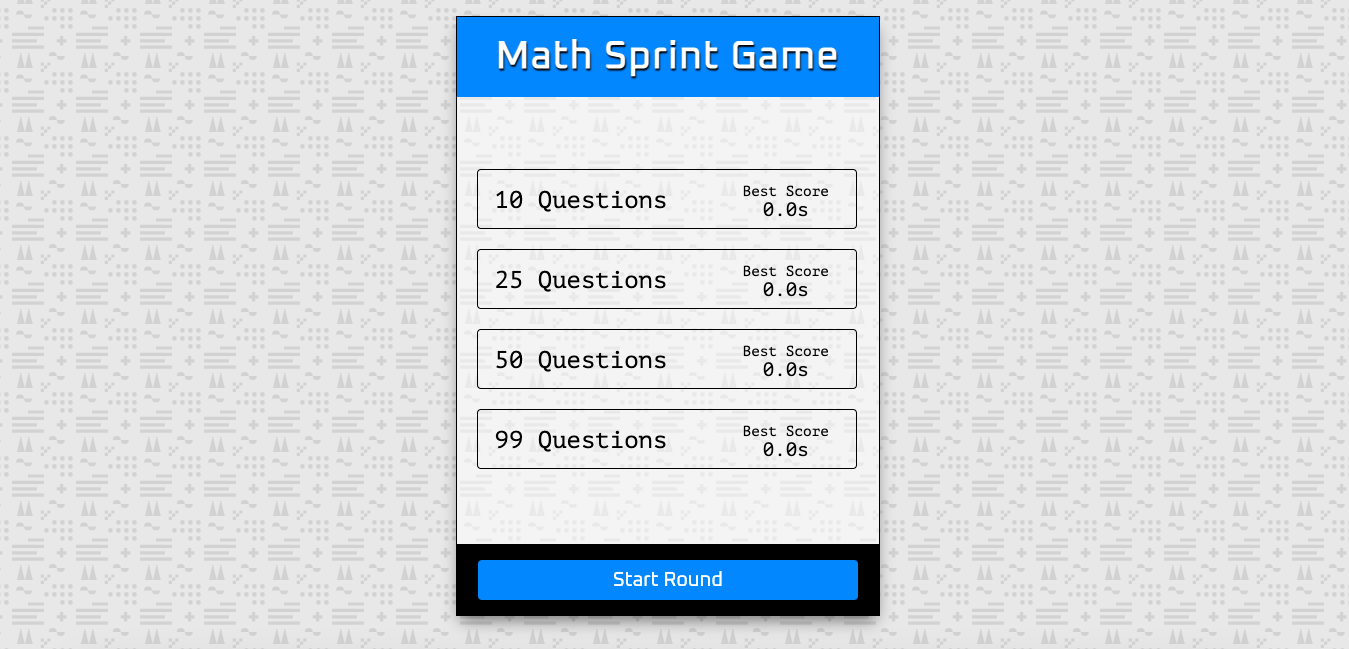 Math Sprint Game
10 Questions
Best Score
0.0s
25 Questions
Best Score
0.0s
50 Questions
Best Score
0.0s
99 Questions
Best Score
0.0s
Start Round